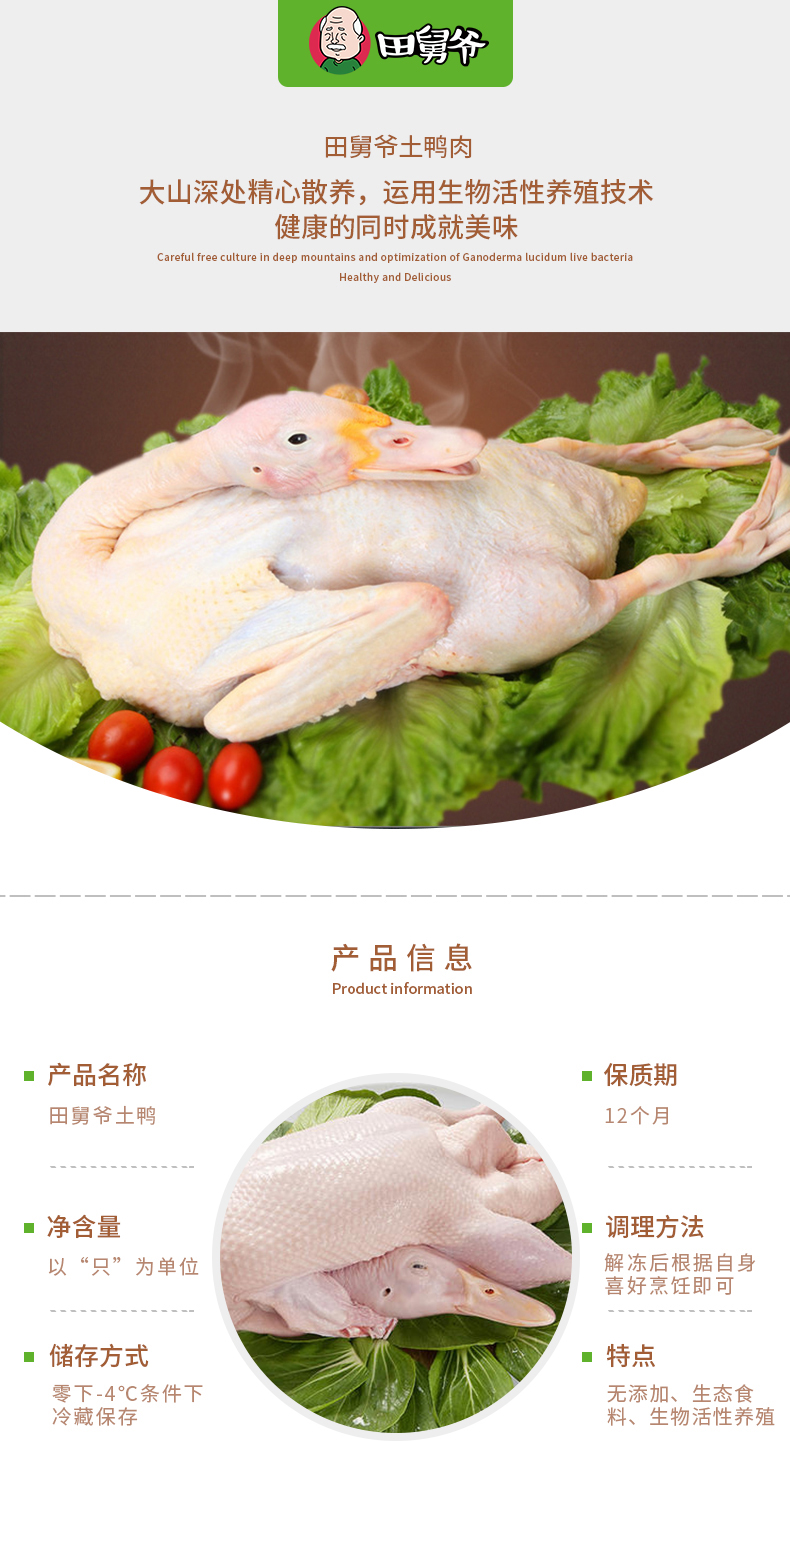 田舅爷
田舅爷土鸭肉
大山深处精心散养，运用生物活性养殖技术
健康的同时成就美味
Careful free culture in deep mountains and optimization of Ganoderma lucidum live bacteria
Healthy and Delicious
产品信息
Product information
产品名称
田舅爷土鸭
净含量
以“只”为单位
储存方式
零下-4℃条件下
冷藏保存
保质期
12个月
调理方法
解冻后根据自身
喜好烹饪即可
特点
无添加、生态食
料、生物活性养殖